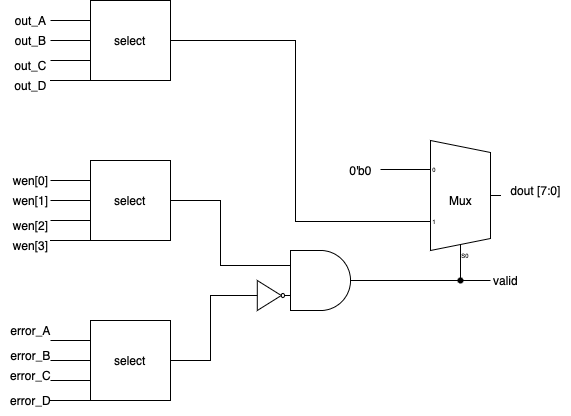 out_A
out_B
out_C
out_D
select
wen[0]
wen[1]
wen[2]
wen[3]
select
error_A
error_B
error_C
error_D
select
0'b0
0
1
Mux
S0
dout [7:0]
valid